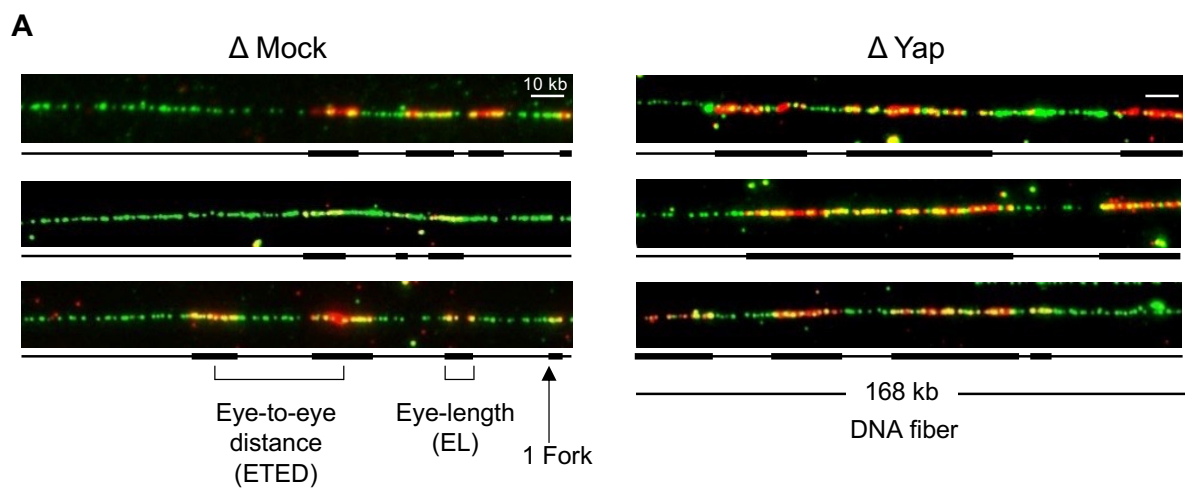 A
Δ Mock
Δ Yap
10 kb
Eye-to-eye
distance
(ETED)
Eye-length
(EL)
1 Fork
168 kb
DNA fiber